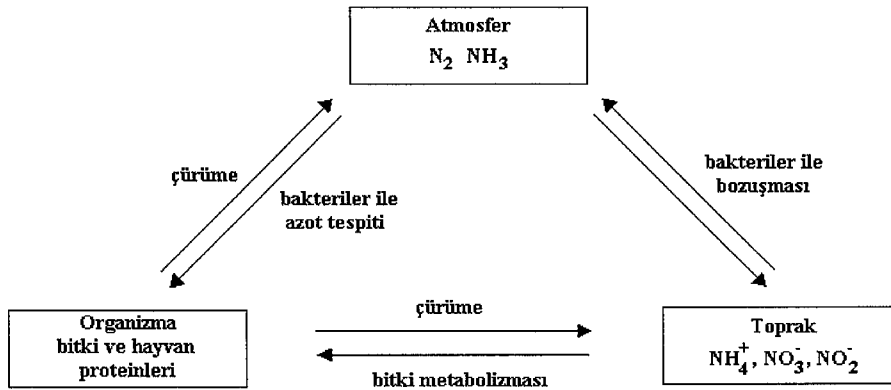 Atmosfer
N₂ NH₃
çürüme
bakteriler ile
azot tespiti
bakteriler ile
bozuşması
Organizma
bitki ve hayvan
proteinleri
çürüme
bitki metabolizması
Toprak
NH₄⁺, NO₃⁻, NO₂⁻